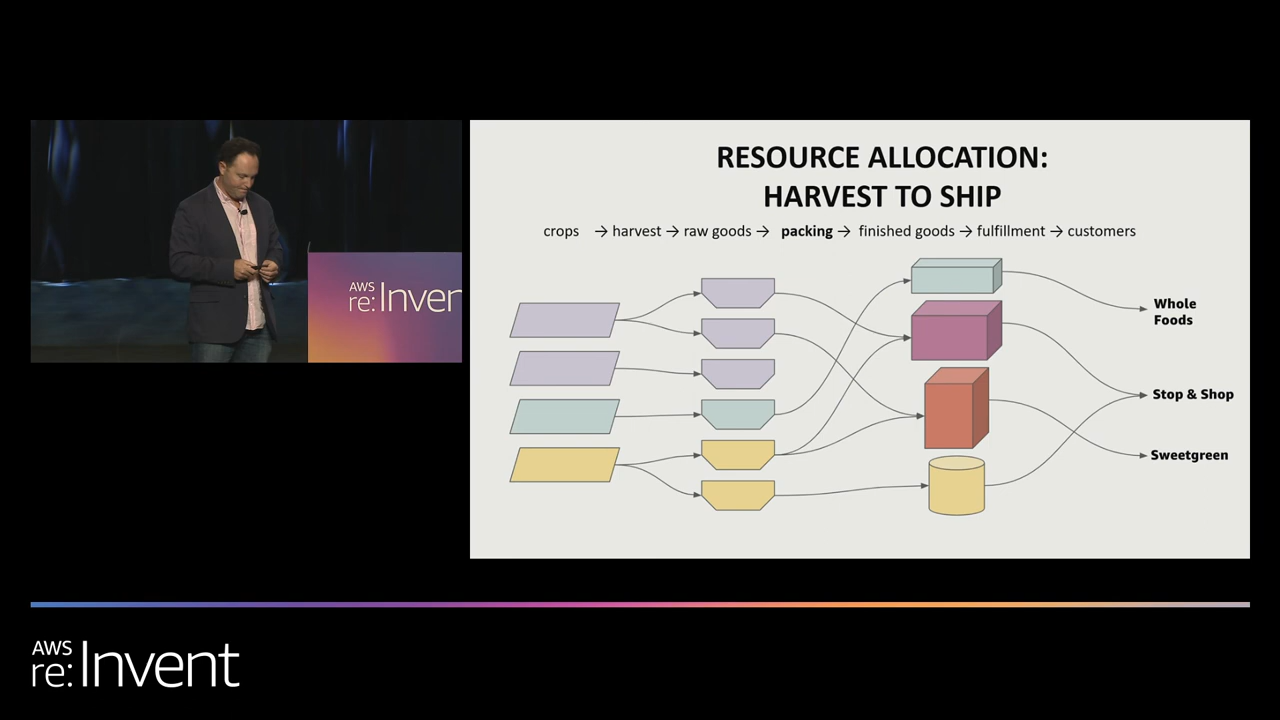 RESOURCE ALLOCATION:
HARVEST TO SHIP
crops → harvest → raw goods → packing → finished goods → fulfillment → customers
Whole
Foods
Stop & Shop
Sweetgreen
AWS
re:Inven
AWS
re:Invent